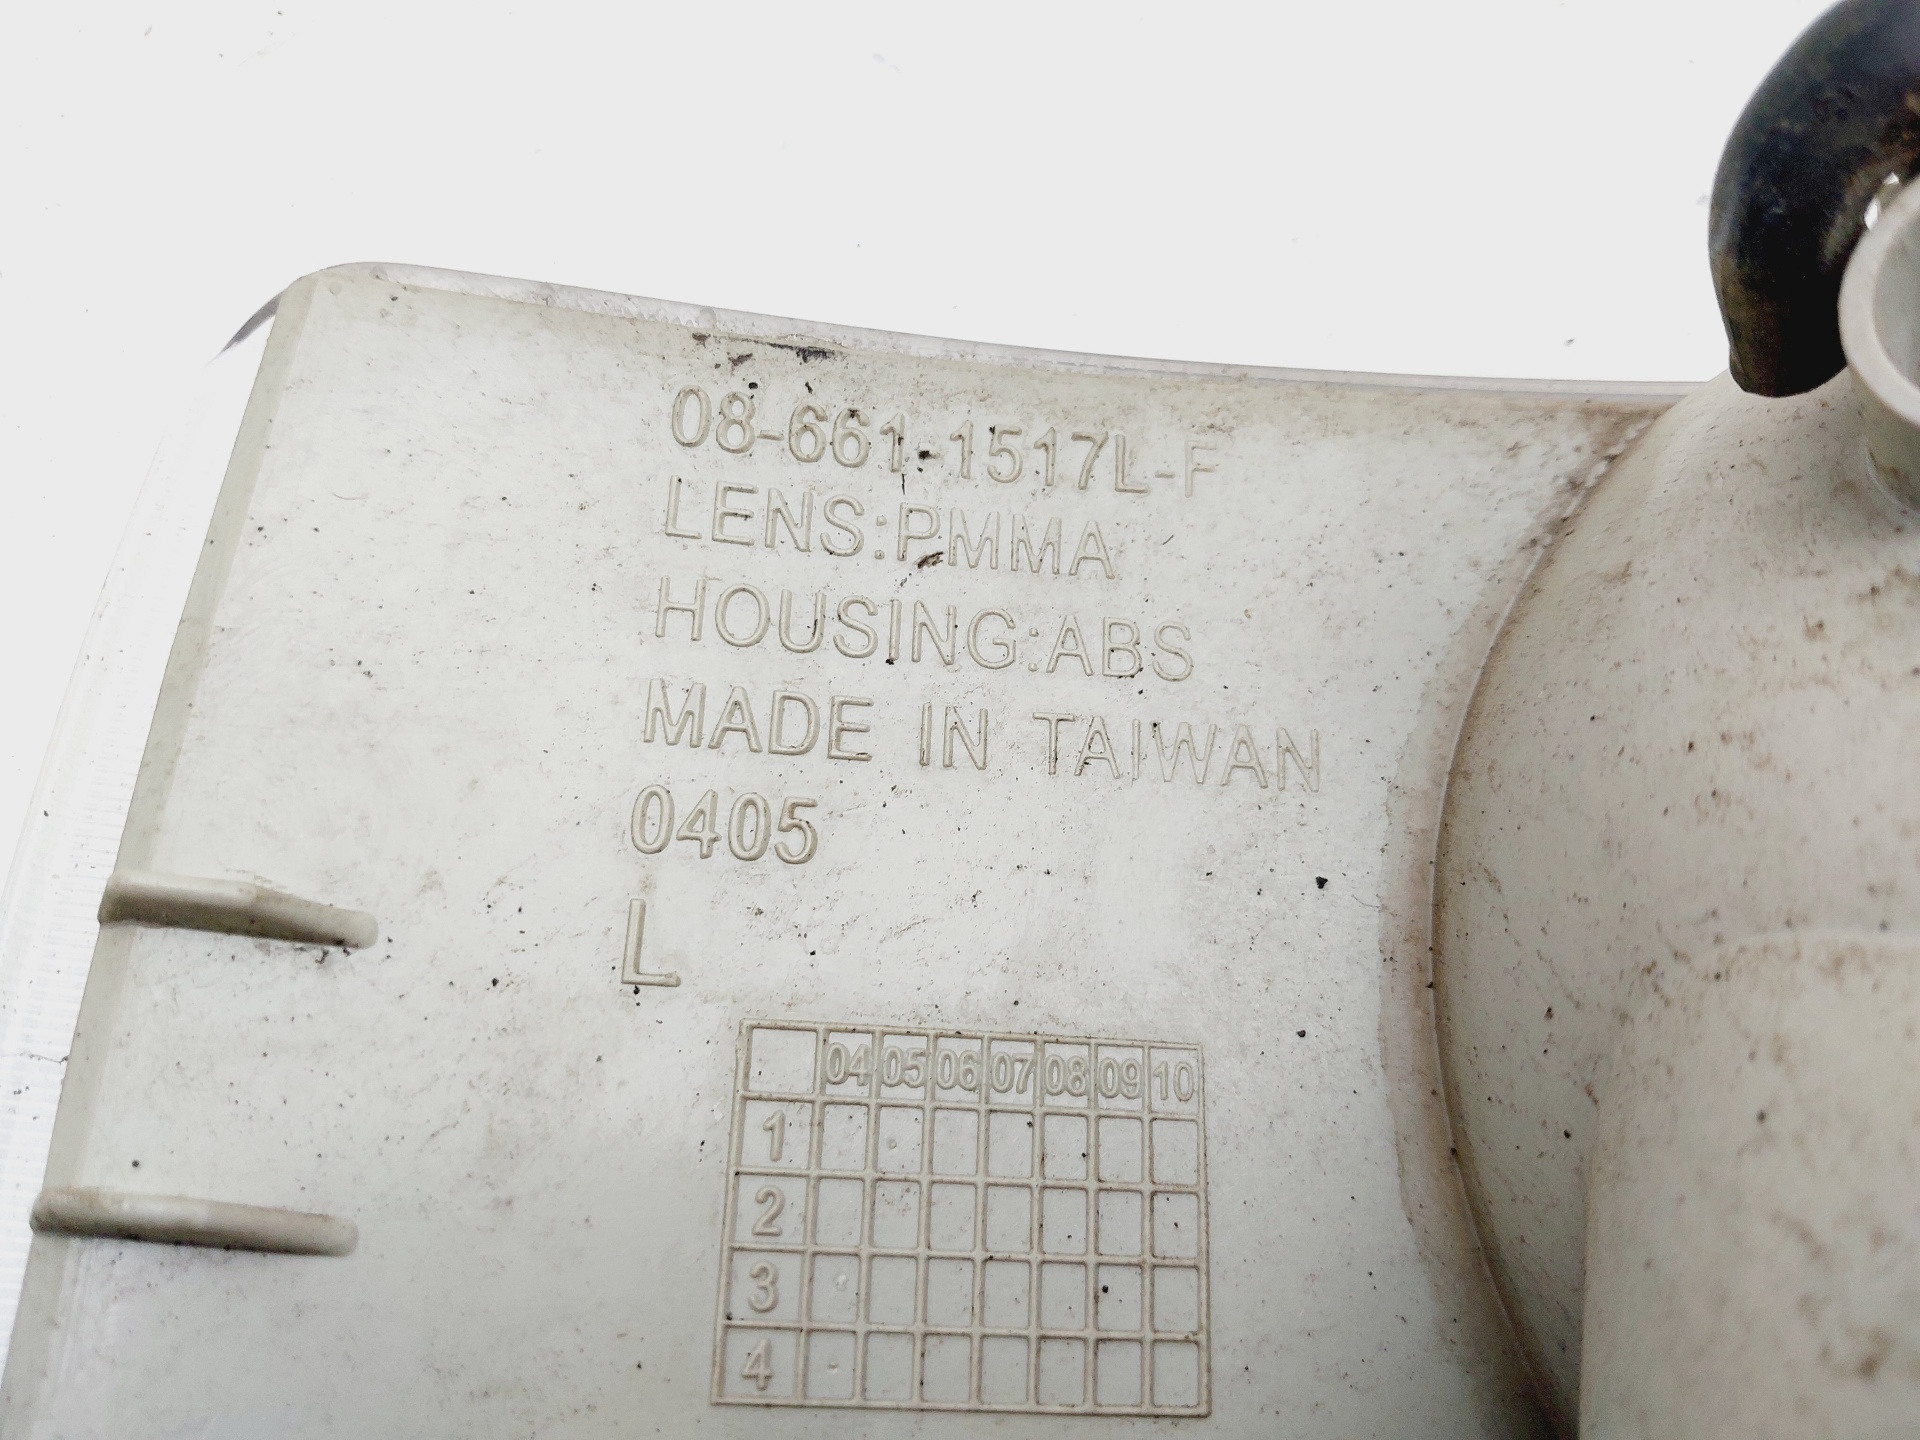 08-661-1517L-F
LENS:PMMA
HOUSING:ABS
MADE IN TAIWAN
0405
L
04 05 06 07 08 09 10
1
2
3
4